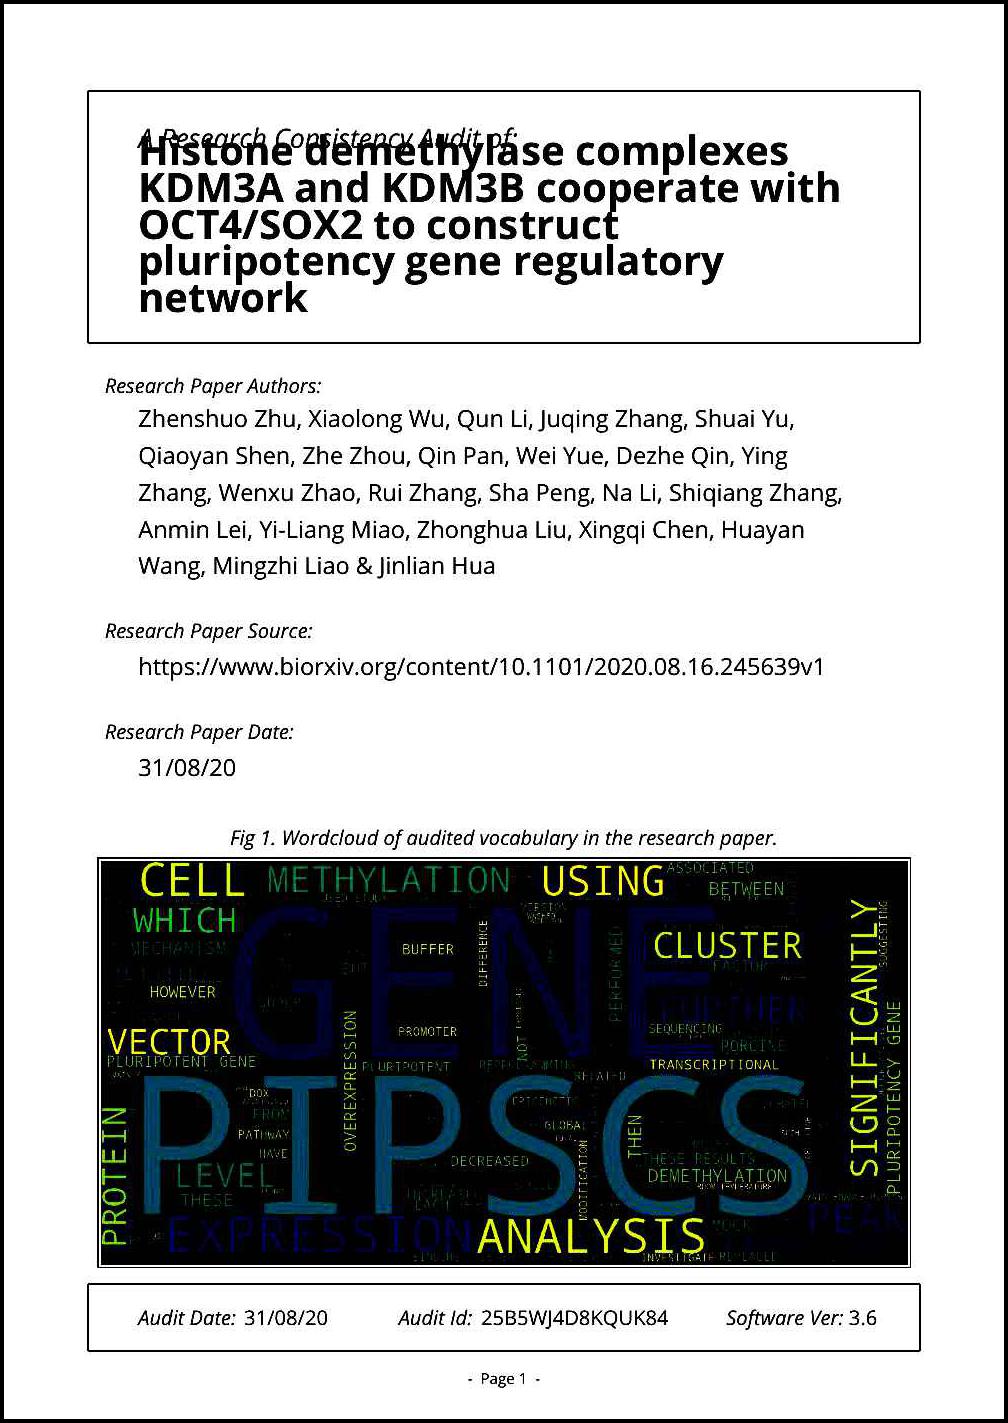 A Research Consistency Audit of:
Histone demethylase complexes
KDM3A and KDM3B cooperate with
OCT4/SOX2 to construct
pluripotency gene regulatory
network
Research Paper Authors:
Zhenshuo Zhu, Xiaolong Wu, Qun Li, Juqing Zhang, Shuai Yu,
Qiaoyan Shen, Zhe Zhou, Qin Pan, Wei Yue, Dezhe Qin, Ying
Zhang, Wenxu Zhao, Rui Zhang, Sha Peng, Na Li, Shiqiang Zhang,
Anmin Lei, Yi-Liang Miao, Zhonghua Liu, Xingqi Chen, Huayan
Wang, Mingzhi Liao & Jinlian Hua
Research Paper Source:
https://www.biorxiv.org/content/10.1101/2020.08.16.245639v1
Research Paper Date:
31/08/20
Fig 1. Wordcloud of audited vocabulary in the research paper.
CELL
METHYLATION
USING
ASSOCIATED
BETWEEN
WHICH
GENE
MECHANISM
BUFFER
DIFFERENCE
PERFORMED
CLUSTER
SIGNIFICANTLY
SUGGESTING
HOWEVER
FURTHER
VECTOR
PROMOTER
SEQUENCING
PORCINE
PLURIPOTENT GENE
OVEREXPRESSION
PLURIPOTENT
TRANSCRIPTIONAL
RELATED
PLURIPOTENCY GENE
PIPSCS
DOX
EPIGENETIC
FROM
GLOBAL
PATHWAY
THEN
HAVE
DECREASED
MODIFICATION
THESE RESULTS
PROTEIN
LEVEL
DEMETHYLATION
ROOM TEMPERATURE
THESE
EXPRESSION
ANALYSIS
MOCK
PEAK
INVESTIGATE
REVEALED
Audit Date: 31/08/20 Audit Id: 25B5WJ4D8KQUK84 Software Ver: 3.6
- Page 1 -